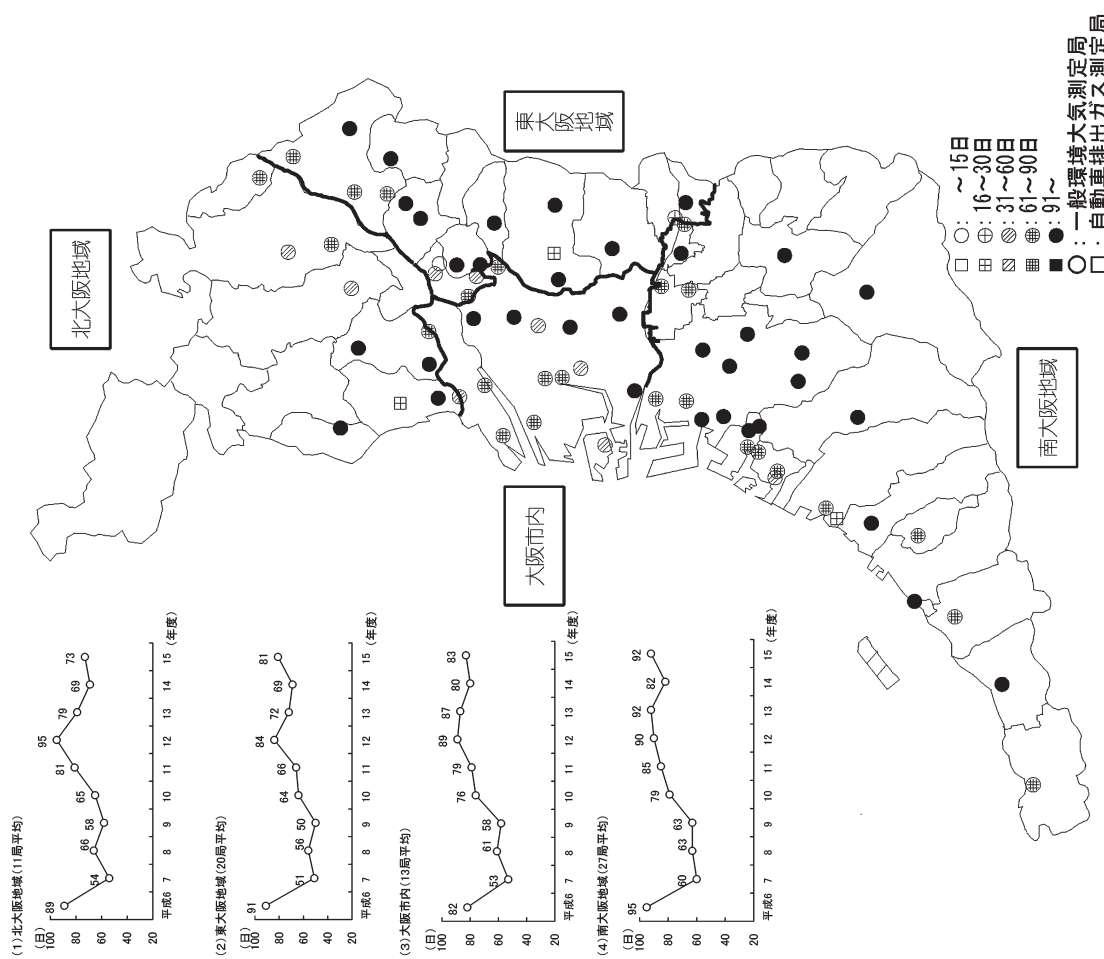 (1)北大阪地域(11局平均)
(日)
100
80
60
40
20
89
54
66
58
65
81
95
79
69
73
平成6 7 8 9 10 11 12 13 14 15 (年度)
(2)東大阪地域(20局平均)
(日)
100
80
60
40
20
91
51
56
50
64
66
84
72
69
81
平成6 7 8 9 10 11 12 13 14 15 (年度)
(3)大阪市内(13局平均)
(日)
100
80
60
40
20
82
53
61
58
76
79
89
87
80
83
平成6 7 8 9 10 11 12 13 14 15 (年度)
(4)南大阪地域(27局平均)
(日)
100
80
60
40
20
95
60
63
63
79
85
90
92
82
92
平成6 7 8 9 10 11 12 13 14 15 (年度)
北大阪地域
東大阪地域
大阪市内
南大阪地域
: ~15日
: 16~30日
: 31~60日
: 61~90日
: 91~
: 一般環境大気測定局
: 自動車排出ガス測定局